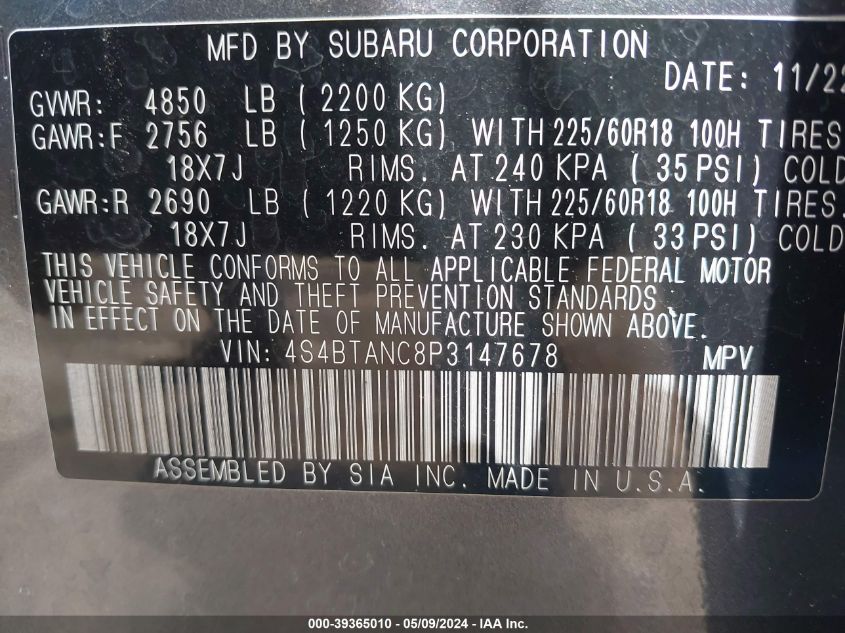 MFD BY SUBARU CORPORATION
DATE: 11/22
GVWR: 4850 LB ( 2200 KG)
GAWR:F 2756 LB ( 1250 KG) WITH 225/60R18 100H TIRES
18X7J RIMS. AT 240 KPA ( 35 PSI) COLD
GAWR:R 2690 LB ( 1220 KG) WITH 225/60R18 100H TIRES.
18X7J RIMS. AT 230 KPA ( 33 PSI) COLD
THIS VEHICLE CONFORMS TO ALL APPLICABLE FEDERAL MOTOR
VEHICLE SAFETY AND THEFT PREVENTION STANDARDS
IN EFFECT ON THE DATE OF MANUFACTURE SHOWN ABOVE.
VIN: 4S4BTANC8P3147678 MPV
ASSEMBLED BY SIA INC. MADE IN U.S.A.
000-39365010 - 05/09/2024 - IAA Inc.